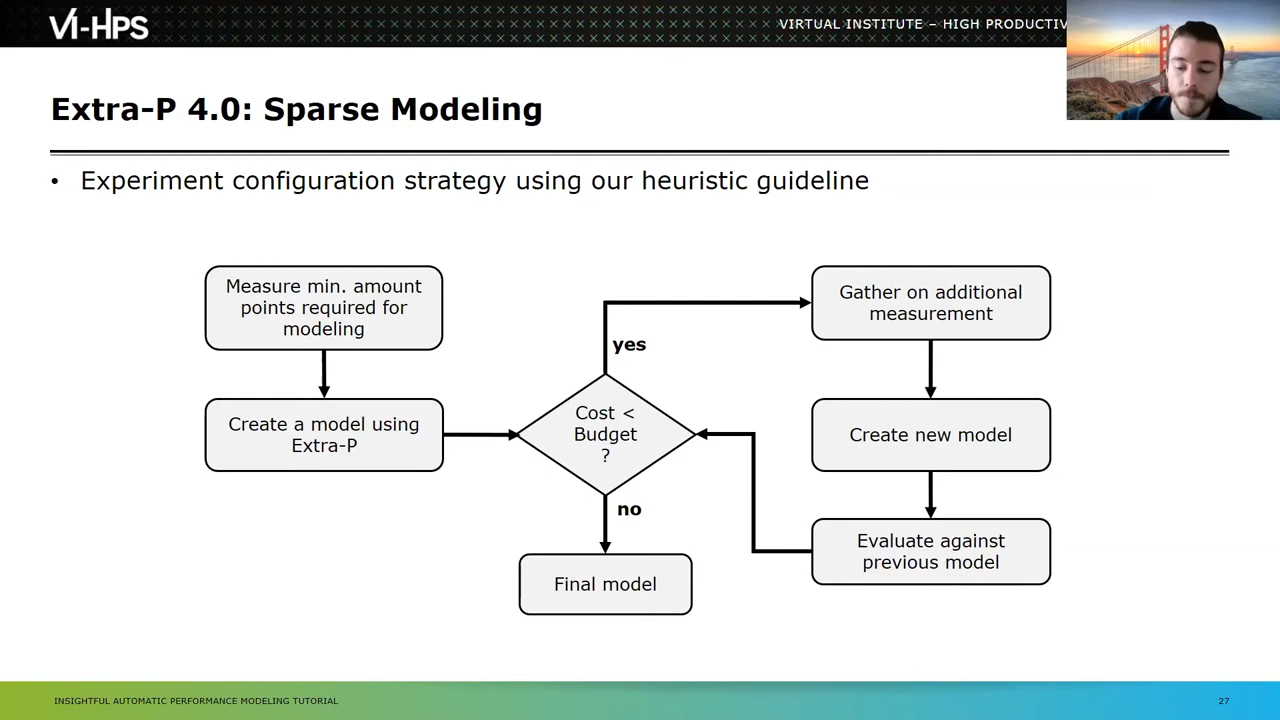 VI-HPS
VIRTUAL INSTITUTE – HIGH PRODUCTIV
Extra-P 4.0: Sparse Modeling
• Experiment configuration strategy using our heuristic guideline
Measure min. amount
points required for
modeling
Create a model using
Extra-P
Cost <
Budget
?
yes
no
Final model
Gather on additional
measurement
Create new model
Evaluate against
previous model
INSIGHTFUL AUTOMATIC PERFORMANCE MODELING TUTORIAL
27